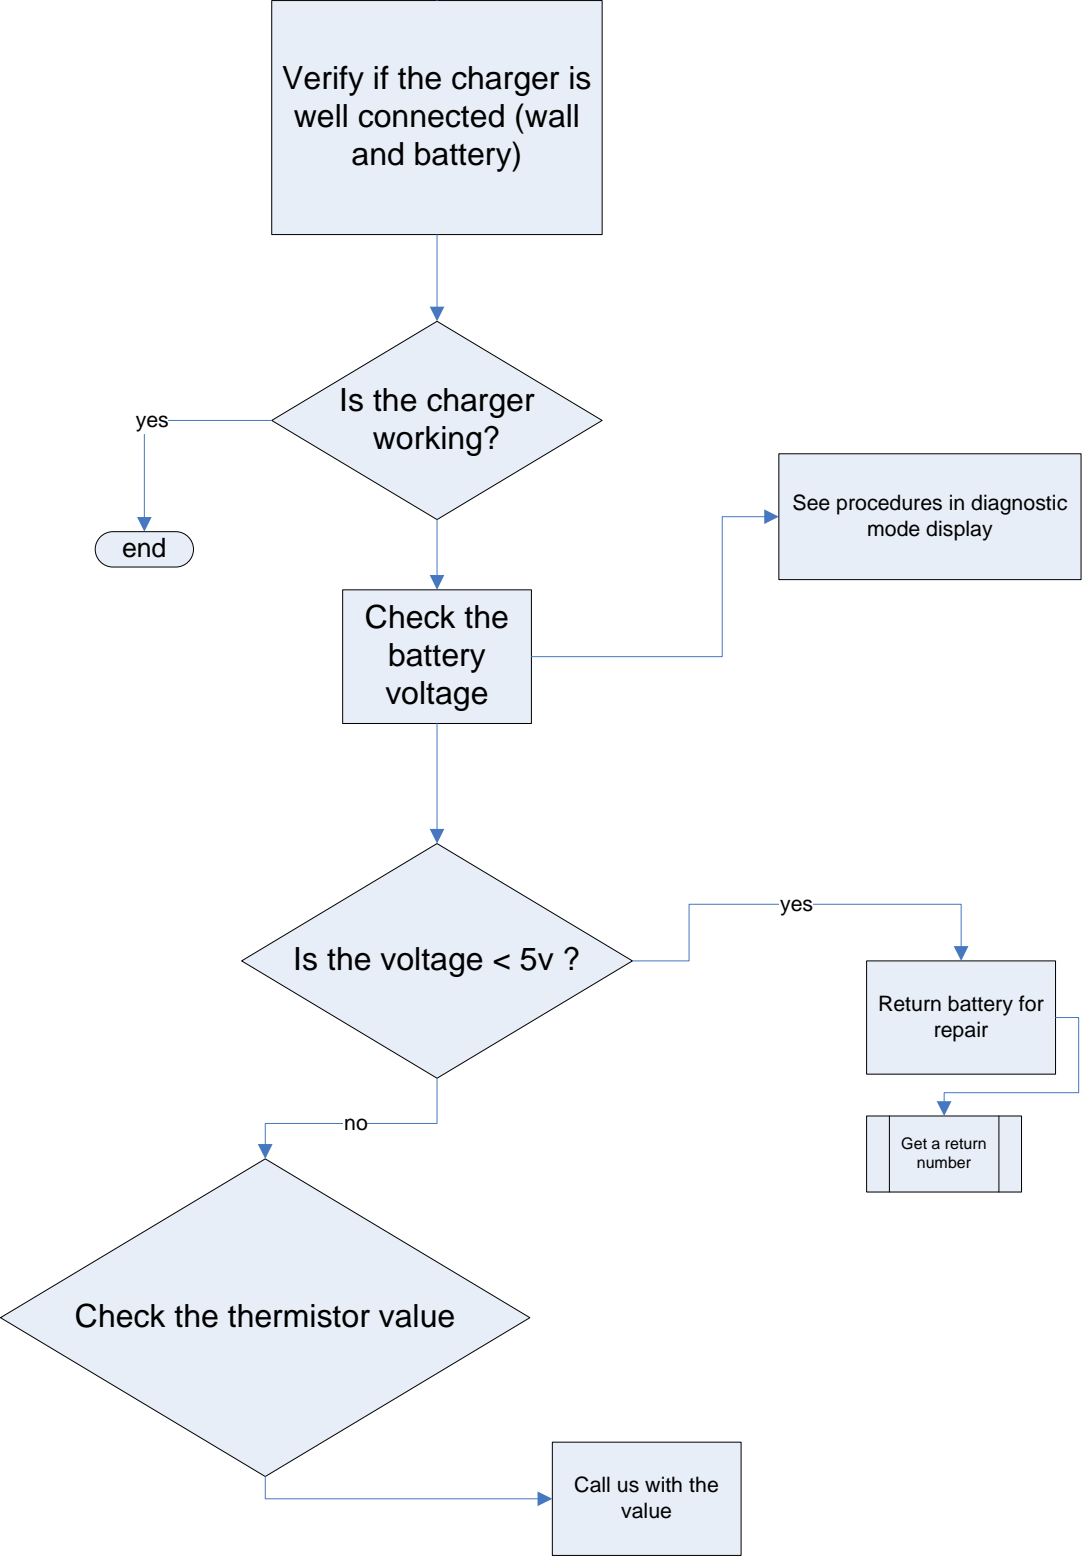 Verify if the charger is
well connected (wall
and battery)
Is the charger
working?
yes
end
See procedures in diagnostic
mode display
Check the
battery
voltage
Is the voltage < 5v ?
yes
Return battery for
repair
Get a return
number
no
Check the thermistor value
Call us with the
value